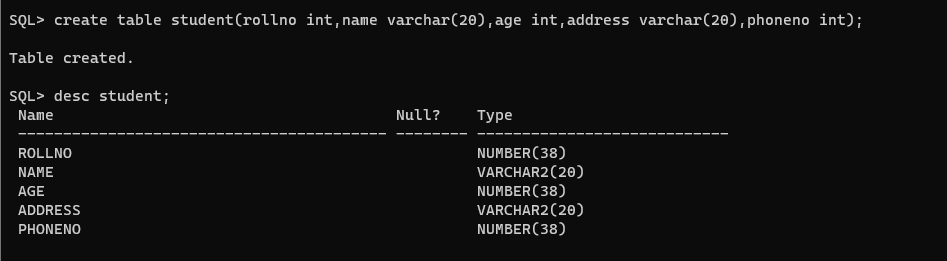 SQL> create table student(rollno int,name varchar(20),age int,address varchar(20),phoneno int);
Table created.
SQL> desc student;
Name Null? Type
----------------------------------------- -------- ----------------------------
ROLLNO NUMBER(38)
NAME VARCHAR2(20)
AGE NUMBER(38)
ADDRESS VARCHAR2(20)
PHONENO NUMBER(38)